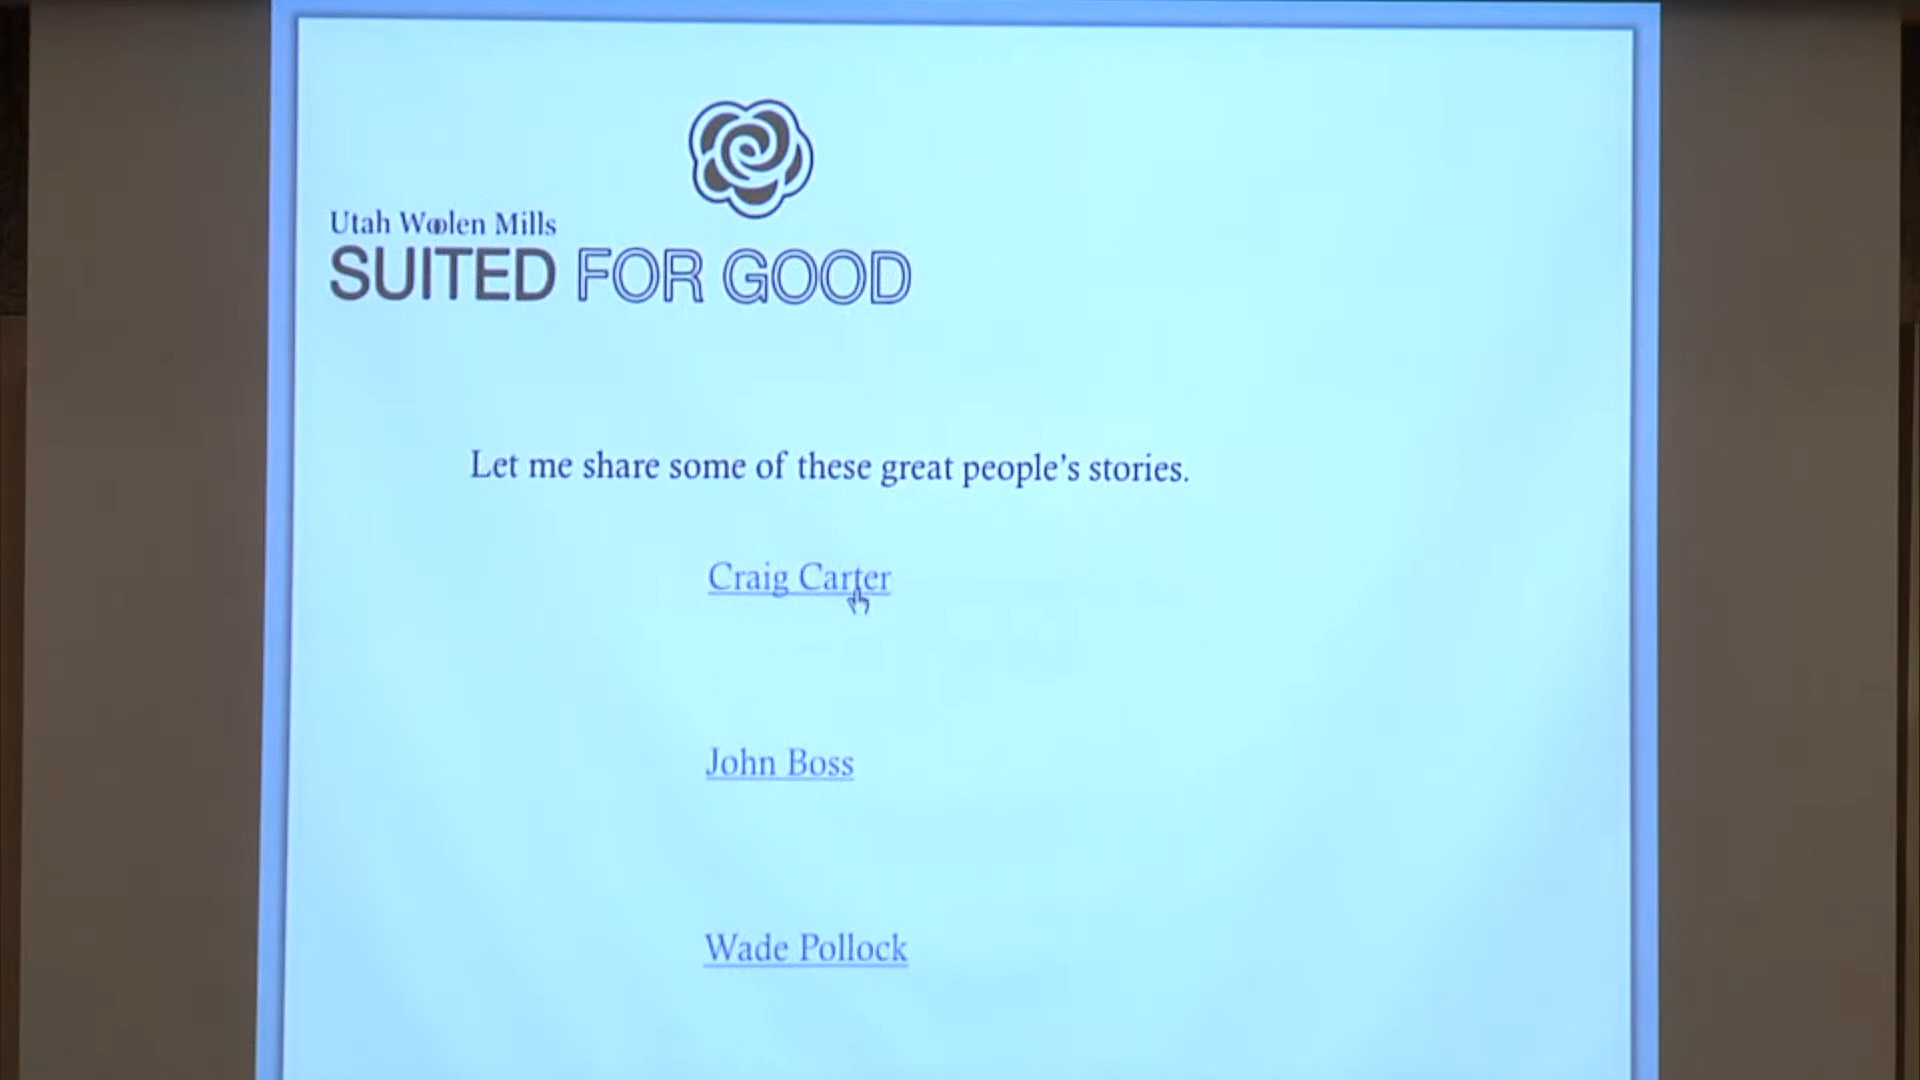 Utah Woolen Mills
SUITED FOR GOOD
Let me share some of these great people's stories.
Craig Carter
John Boss
Wade Pollock